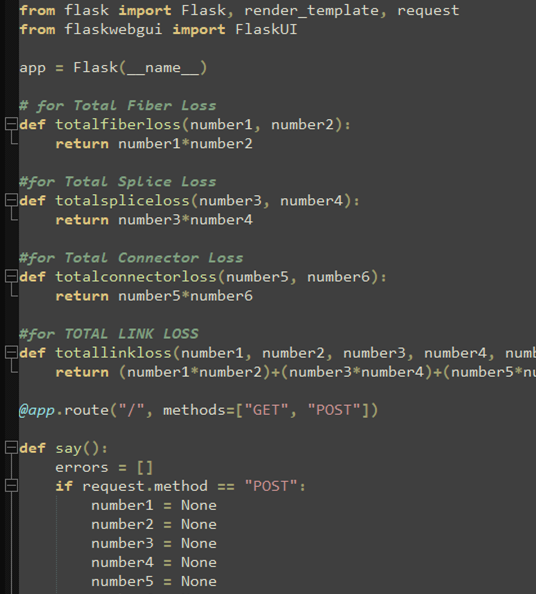 from flask import Flask, render_template, request
from flaskwebgui import FlaskUI
app = Flask(__name__)
# for Total Fiber Loss
def totalfiberloss(number1, number2):
return number1*number2
#for Total Splice Loss
def totalspliceloss(number3, number4):
return number3*number4
#for Total Connector Loss
def totalconnectorloss(number5, number6):
return number5*number6
#for TOTAL LINK LOSS
def totallinkloss(number1, number2, number3, number4, numb
return (number1*number2)+(number3*number4)+(number5*nu
@app.route("/", methods=["GET", "POST"])
def say():
errors = []
if request.method == "POST":
number1 = None
number2 = None
number3 = None
number4 = None
number5 = None